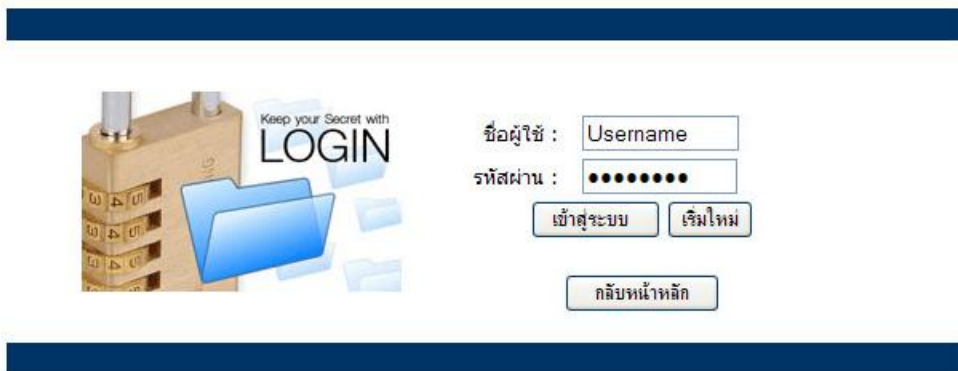 Keep your Secret with
LOGIN
ชื่อผู้ใช้ : Username
รหัสผ่าน : •••••••••
เข้าสู่ระบบ เริ่มใหม่
กลับหน้าหลัก